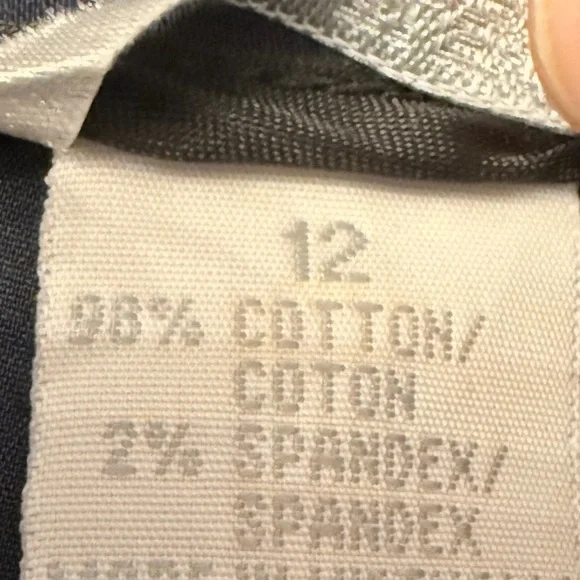 12
98% COTTON/
COTON
2% SPANDEX/
SPANDEX